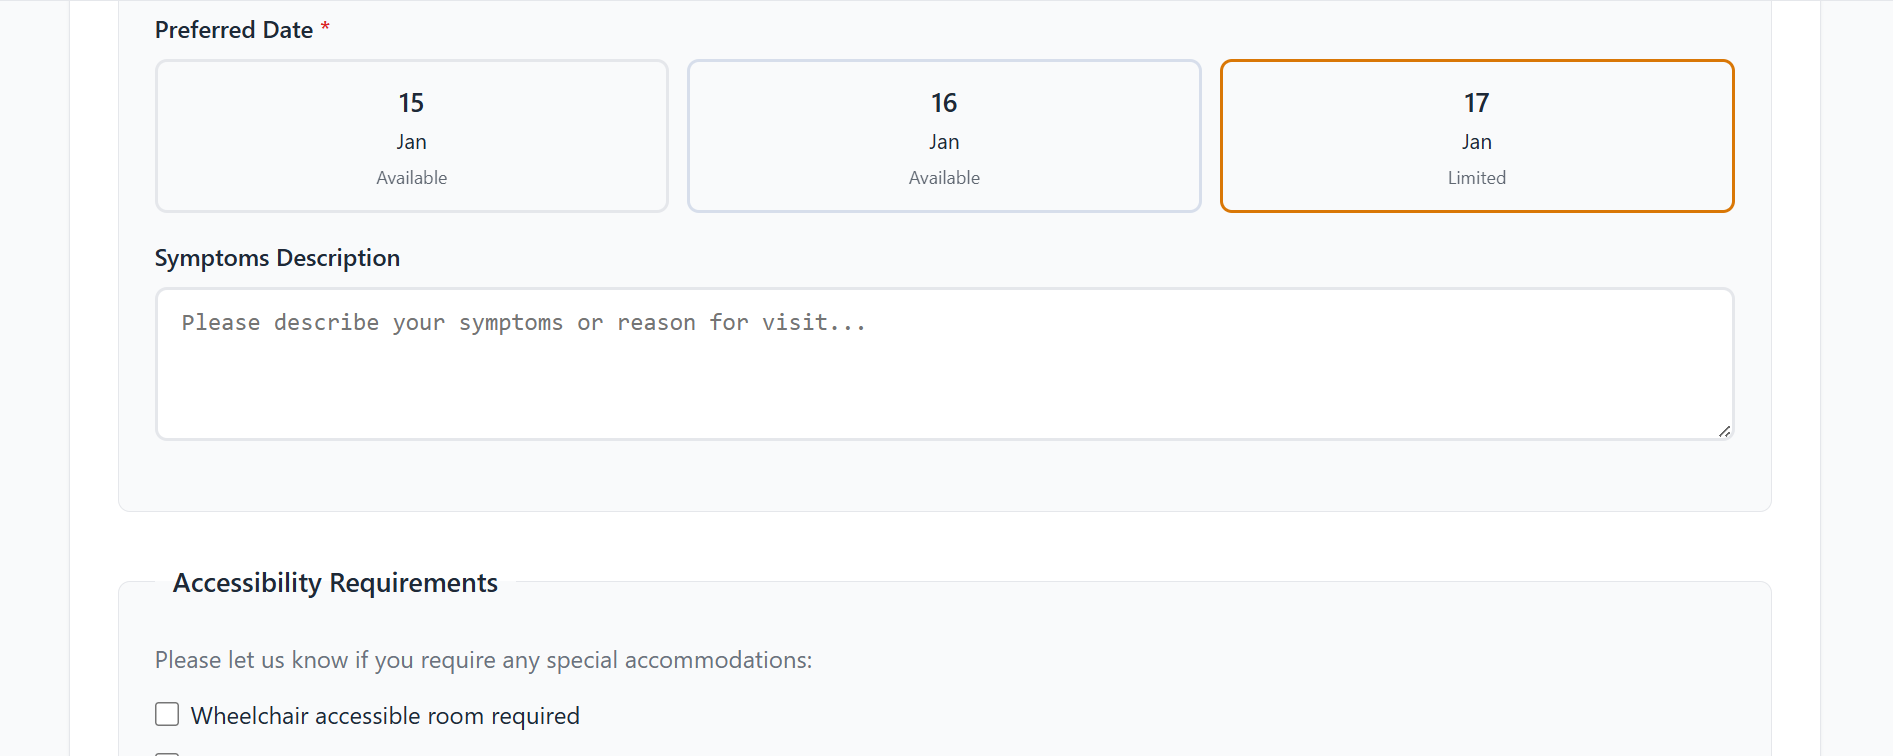 Preferred Date *
15
Jan
Available
16
Jan
Available
17
Jan
Limited
Symptoms Description
Please describe your symptoms or reason for visit...
Accessibility Requirements
Please let us know if you require any special accommodations:
Wheelchair accessible room required